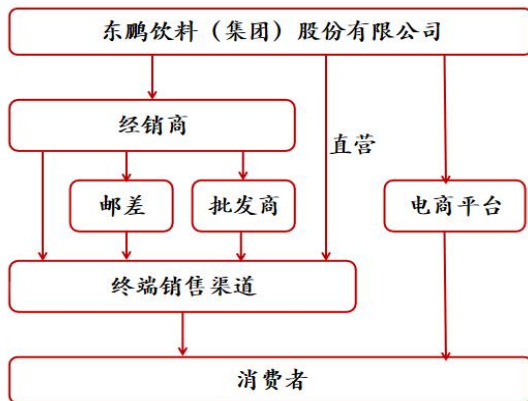 东鹏饮料（集团）股份有限公司
经销商
直营
邮差
批发商
电商平台
终端销售渠道
消费者